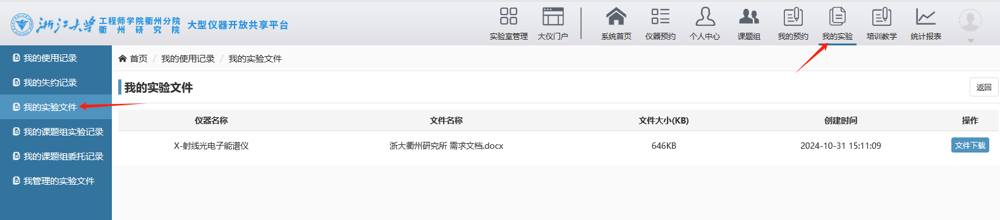 浙江大学 工程师学院衢州分院 衢州研究院 大型仪器开放共享平台
实验室管理 大仪门户 系统首页 仪器预约 个人中心 课题组 我的预约 我的实验 培训教学 统计报表
我的使用记录
我的失约记录
我的实验文件
我的课题组实验记录
我的课题组委托记录
我管理的实验文件
首页 / 我的使用记录 / 我的实验文件
我的实验文件
返回
仪器名称 文件名称 文件大小(KB) 创建时间 操作
X-射线光电子能谱仪 浙大衢州研究所 需求文档.docx 646KB 2024-10-31 15:11:09 文件下载